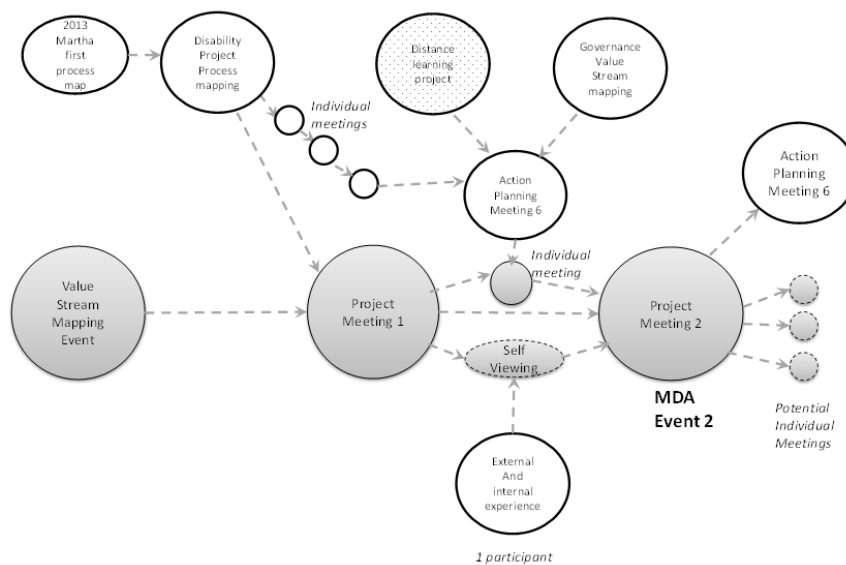 2013
Martha
first
process
map
Disability
Project
Process
mapping
Individual
meetings
Distance
learning
project
Governance
Value
Stream
mapping
Action
Planning
Meeting 6
Action
Planning
Meeting 6
Value
Stream
Mapping
Event
Project
Meeting 1
Individual
meeting
Self
Viewing
Project
Meeting 2
MDA
Event 2
Potential
Individual
Meetings
External
And
internal
experience
1 participant